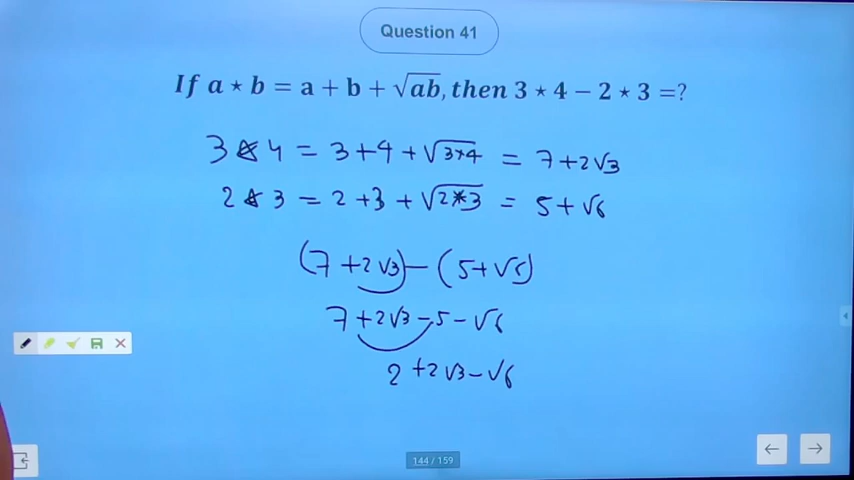 Question 41
If a ⋆ b = a + b + √ab, then 3 ⋆ 4 − 2 ⋆ 3 =?
3 ⋆ 4 = 3+4+√3*4 = 7+2√3
2 ⋆ 3 = 2+3+√2*3 = 5+√6
(7+2√3)−(5+√5)
7+2√3−5−√6
2+2√3−√6
144 / 159